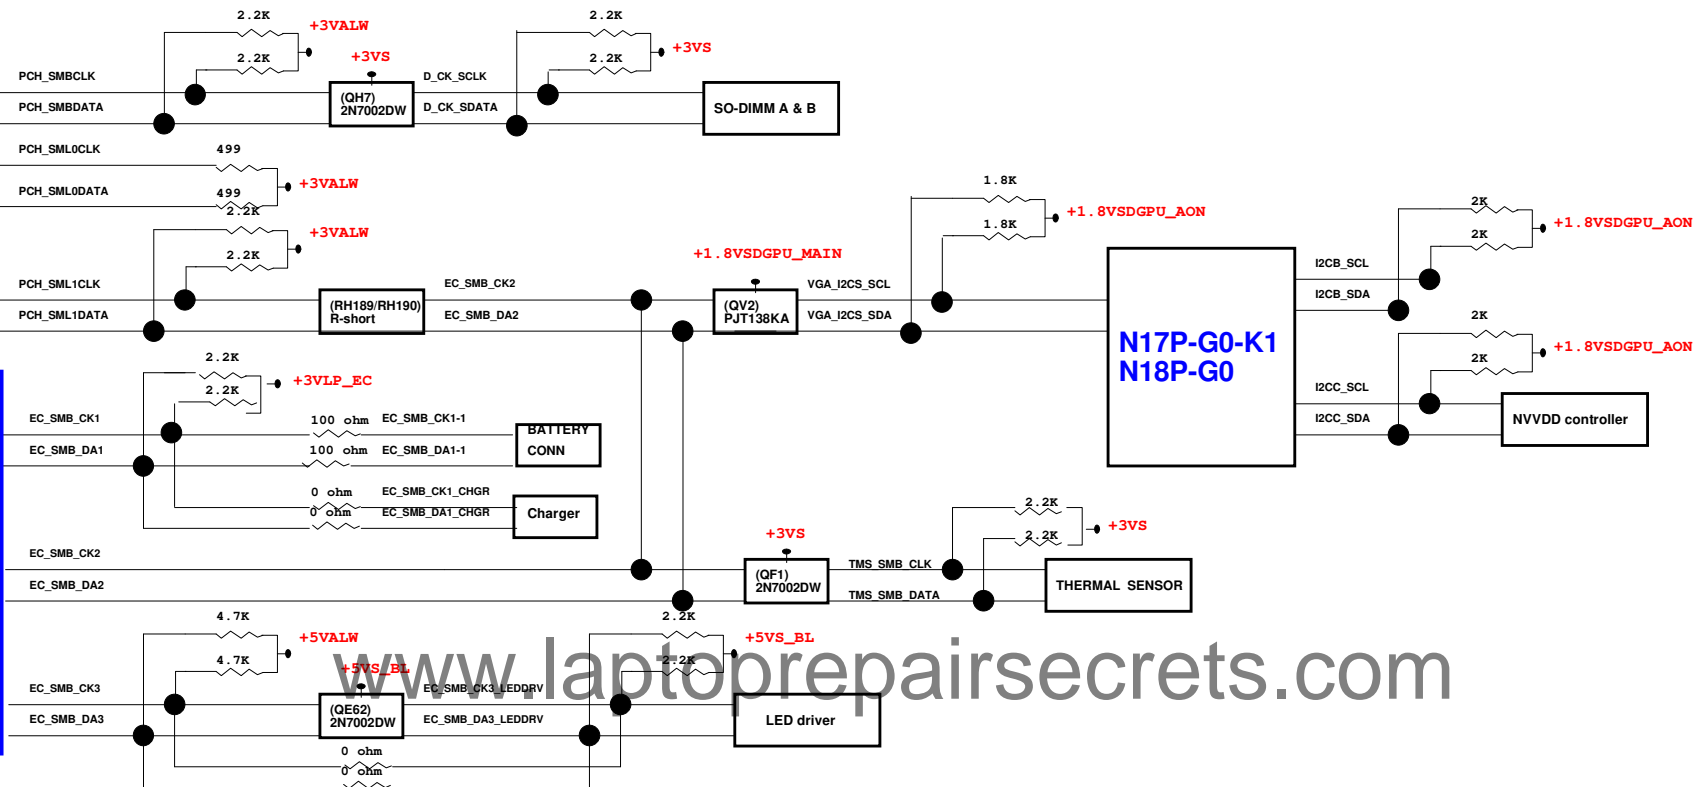 2.2K
+3VALW
2.2K
+3VS
PCH_SMBCLK
PCH_SMBDATA
(QH7)
2N7002DW
D_CK_SCLK
D_CK_SDATA
2.2K
2.2K
+3VS
SO-DIMM A & B
PCH_SML0CLK
499
+3VALW
PCH_SML0DATA
499
2.2K
+3VALW
2.2K
PCH_SML1CLK
PCH_SML1DATA
(RH189/RH190)
R-short
EC_SMB_CK2
EC_SMB_DA2
+1.8VSDGPU_MAIN
(QV2)
PJT138KA
VGA_I2CS_SCL
VGA_I2CS_SDA
1.8K
+1.8VSDGPU_AON
1.8K
N17P-G0-K1
N18P-G0
2K
+1.8VSDGPU_AON
2K
I2CB_SCL
I2CB_SDA
2K
+1.8VSDGPU_AON
2K
I2CC_SCL
I2CC_SDA
NVVDD controller
2.2K
+3VLP_EC
2.2K
EC_SMB_CK1
EC_SMB_DA1
100 ohm
EC_SMB_CK1-1
100 ohm
EC_SMB_DA1-1
BATTERY
CONN
0 ohm
EC_SMB_CK1_CHGR
0 ohm
EC_SMB_DA1_CHGR
Charger
EC_SMB_CK2
EC_SMB_DA2
+3VS
(QF1)
2N7002DW
TMS_SMB_CLK
TMS_SMB_DATA
2.2K
+3VS
2.2K
THERMAL SENSOR
4.7K
+5VALW
4.7K
+5VS_BL
EC_SMB_CK3
EC_SMB_DA3
(QE62)
2N7002DW
EC_SMB_CK3_LEDDRV
EC_SMB_DA3_LEDDRV
2.2K
+5VS_BL
2.2K
LED driver
0 ohm
0 ohm
www.laptoprepairsecrets.com